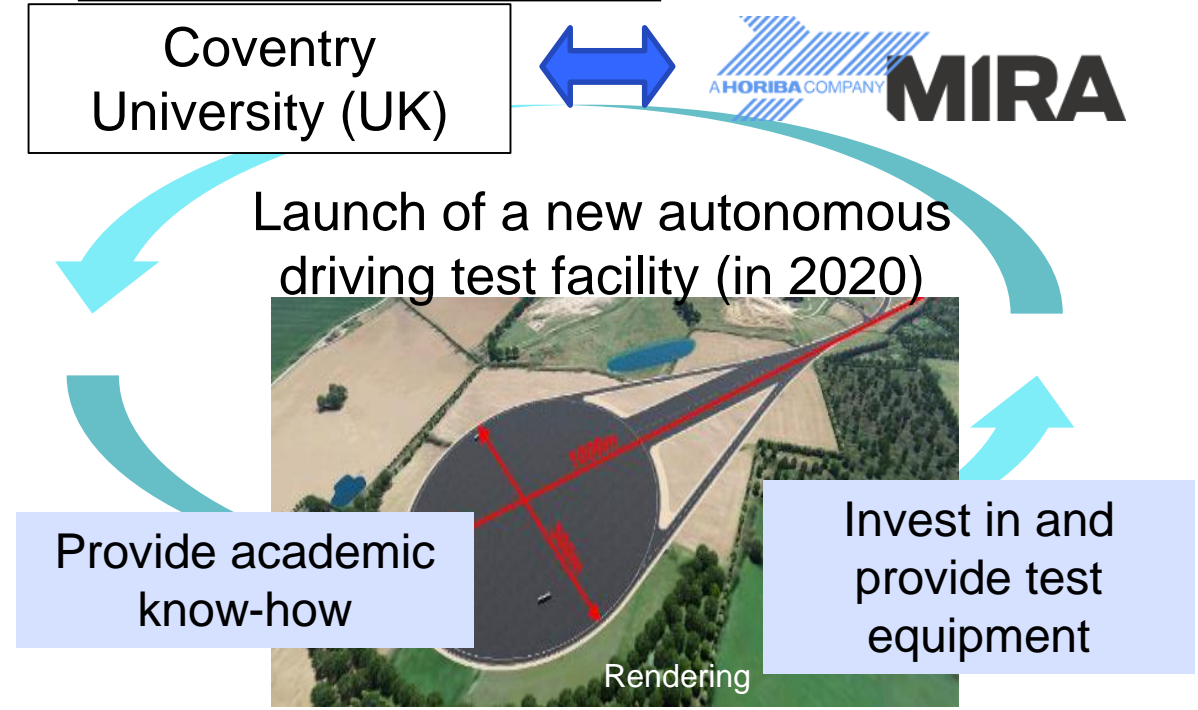 Coventry
University (UK)
A HORIBA COMPANY
MIRA
Launch of a new autonomous
driving test facility (in 2020)
Provide academic
know-how
Invest in and
provide test
equipment
Rendering